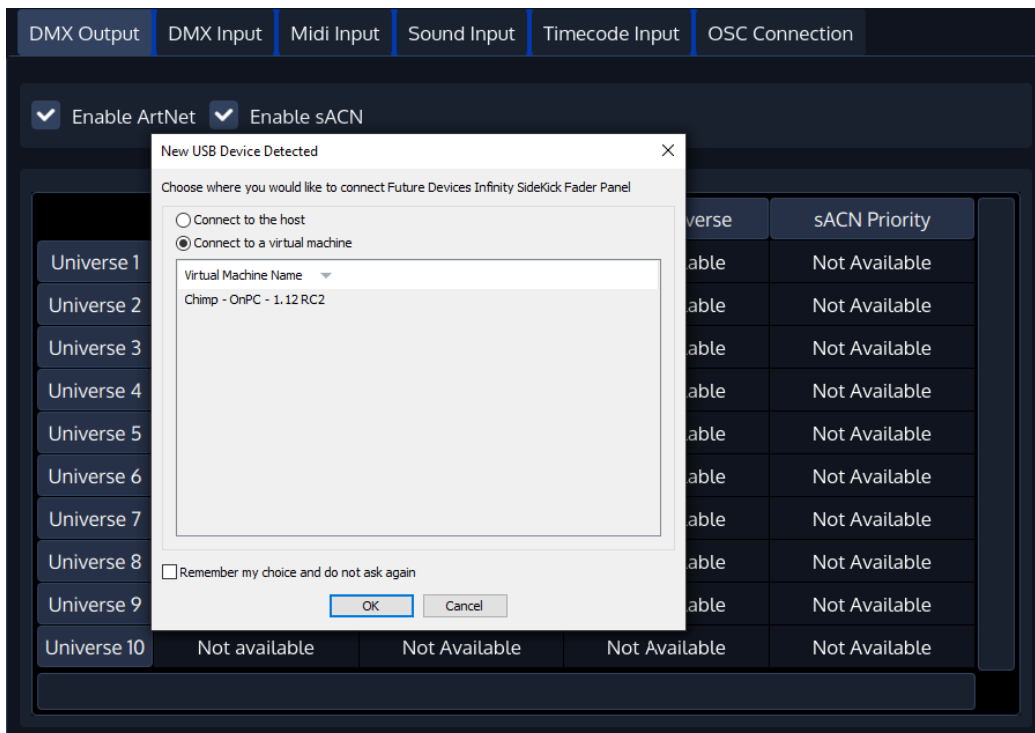 DMX Output DMX Input Midi Input Sound Input Timecode Input OSC Connection
Enable ArtNet Enable sACN
New USB Device Detected
Choose where you would like to connect Future Devices Infinity SideKick Fader Panel
Connect to the host
Connect to a virtual machine
Virtual Machine Name
Chimp - OnPC - 1.12 RC2
Remember my choice and do not ask again
OK Cancel
verse sACN Priority
Universe 1 able Not Available
Universe 2 able Not Available
Universe 3 able Not Available
Universe 4 able Not Available
Universe 5 able Not Available
Universe 6 able Not Available
Universe 7 able Not Available
Universe 8 able Not Available
Universe 9 able Not Available
Universe 10 Not available Not Available Not Available Not Available